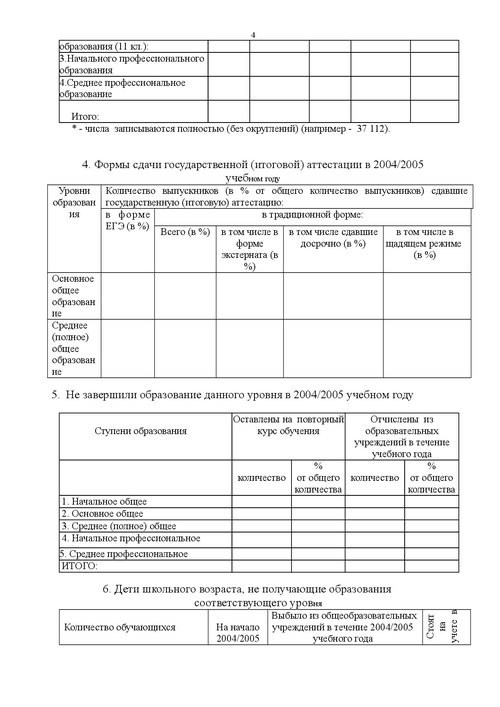 4
образования (11 кл.):
3.Начального профессионального
образования
4.Среднее профессиональное
образование
Итого:
* - числа записываются полностью (без округлений) (например - 37 112).
4. Формы сдачи государственной (итоговой) аттестации в 2004/2005
учебном году
Уровни
образован
ия
Количество выпускников (в % от общего количество выпускников) сдавшие
государственную (итоговую) аттестацию:
в форме
ЕГЭ (в %)
в традиционной форме:
Всего (в %)
в том числе в
форме
экстерната (в
%)
в том числе сдавшие
досрочно (в %)
в том числе в
щадящем режиме
(в %)
Основное
общее
образован
ие
Среднее
(полное)
общее
образован
ие
5. Не завершили образование данного уровня в 2004/2005 учебном году
Ступени образования
Оставлены на повторный
курс обучения
Отчислены из
образовательных
учреждений в течение
учебного года
количество
%
от общего
количества
количество
%
от общего
количества
1. Начальное общее
2. Основное общее
3. Среднее (полное) общее
4. Начальное профессиональное
5. Среднее профессиональное
ИТОГО:
6. Дети школьного возраста, не получающие образования
соответствующего уровня
Количество обучающихся
На начало
2004/2005
Выбыло из общеобразовательных
учреждений в течение 2004/2005
учебного года
Стоят
на
учете в